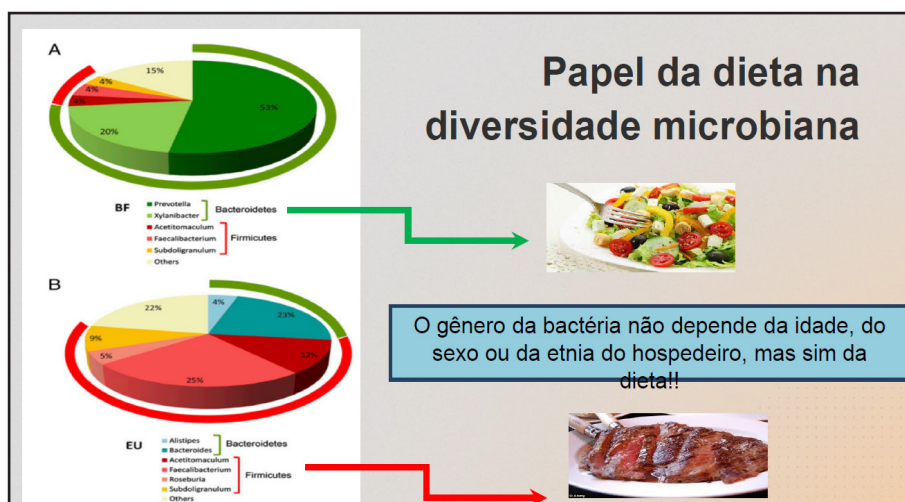 Papel da dieta na
diversidade microbiana
A
15%
4%
4%
4%
20%
53%
BF
Prevotella
Xylanibacter
Bacteroidetes
Acetitomaculum
Faecalibacterium
Subdoligranulum
Firmicutes
Others
B
22%
4%
23%
9%
5%
12%
25%
EU
Alistipes
Bacteroides
Bacteroidetes
Acetitomaculum
Faecalibacterium
Roseburia
Subdoligranulum
Firmicutes
Others
O gênero da bactéria não depende da idade, do
sexo ou da etnia do hospedeiro, mas sim da
dieta!!